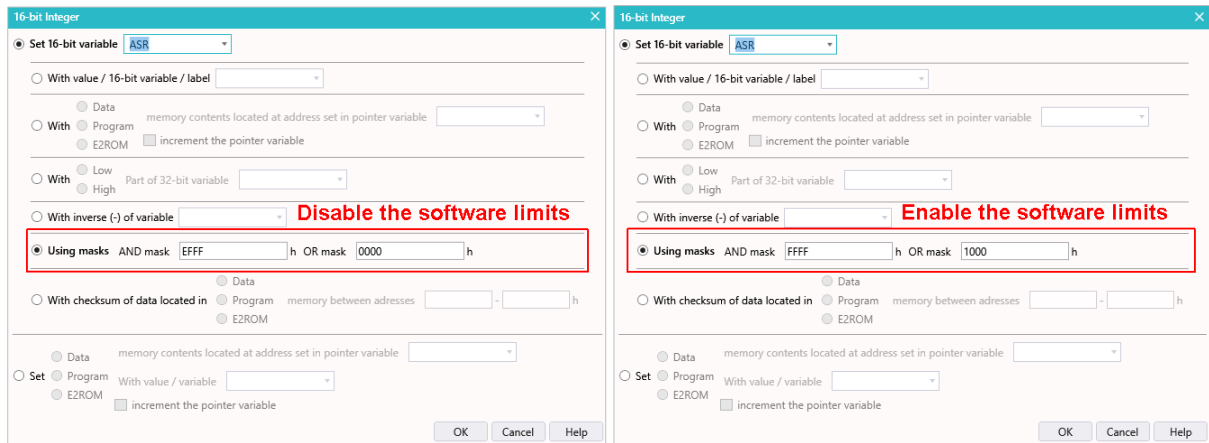 16-bit Integer
Set 16-bit variable ASR
With value / 16-bit variable / label
Data
With Program memory contents located at address set in pointer variable
E2ROM increment the pointer variable
Low
With High Part of 32-bit variable
With inverse (-) of variable Disable the software limits
Using masks AND mask EFFF h OR mask 0000 h
Data
With checksum of data located in Program memory between adresses - h
E2ROM
Data memory contents located at address set in pointer variable
Set Program With value / variable
E2ROM increment the pointer variable
OK Cancel Help
16-bit Integer
Set 16-bit variable ASR
With value / 16-bit variable / label
Data
With Program memory contents located at address set in pointer variable
E2ROM increment the pointer variable
Low
With High Part of 32-bit variable
With inverse (-) of variable Enable the software limits
Using masks AND mask FFFF h OR mask 1000 h
Data
With checksum of data located in Program memory between adresses - h
E2ROM
Data memory contents located at address set in pointer variable
Set Program With value / variable
E2ROM increment the pointer variable
OK Cancel Help